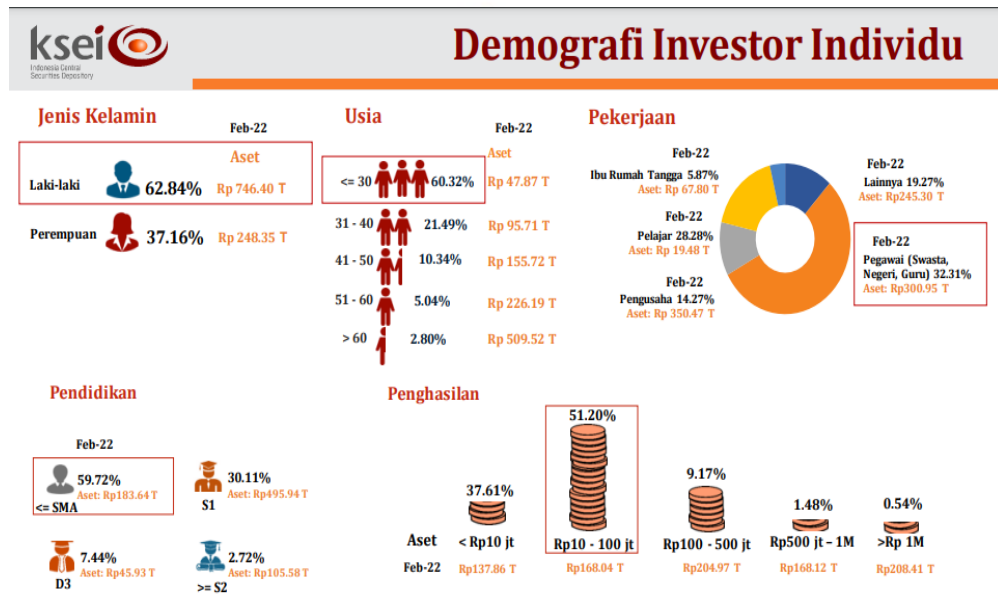 ksei
Indonesia Central
Securities Depository
Demografi Investor Individu
Jenis Kelamin
Feb-22
Aset
Laki-laki
62.84%
Rp 746.40 T
Perempuan
37.16%
Rp 248.35 T
Usia
Feb-22
Aset
<= 30
60.32%
Rp 47.87 T
31 - 40
21.49%
Rp 95.71 T
41 - 50
10.34%
Rp 155.72 T
51 - 60
5.04%
Rp 226.19 T
> 60
2.80%
Rp 509.52 T
Pekerjaan
Feb-22
Ibu Rumah Tangga 5.87%
Aset: Rp 67.80 T
Feb-22
Pelajar 28.28%
Aset: Rp 19.48 T
Feb-22
Pengusaha 14.27%
Aset: Rp 350.47 T
Feb-22
Lainnya 19.27%
Aset: Rp245.30 T
Feb-22
Pegawai (Swasta,
Negeri, Guru) 32.31%
Aset: Rp300.95 T
Pendidikan
Feb-22
59.72%
Aset: Rp183.64 T
<= SMA
30.11%
Aset: Rp495.94 T
S1
7.44%
Aset: Rp45.93 T
D3
2.72%
Aset: Rp105.58 T
>= S2
Penghasilan
37.61%
51.20%
9.17%
1.48%
0.54%
Aset
< Rp10 jt
Rp10 - 100 jt
Rp100 - 500 jt
Rp500 jt – 1M
>Rp 1M
Feb-22
Rp137.86 T
Rp168.04 T
Rp204.97 T
Rp168.12 T
Rp208.41 T